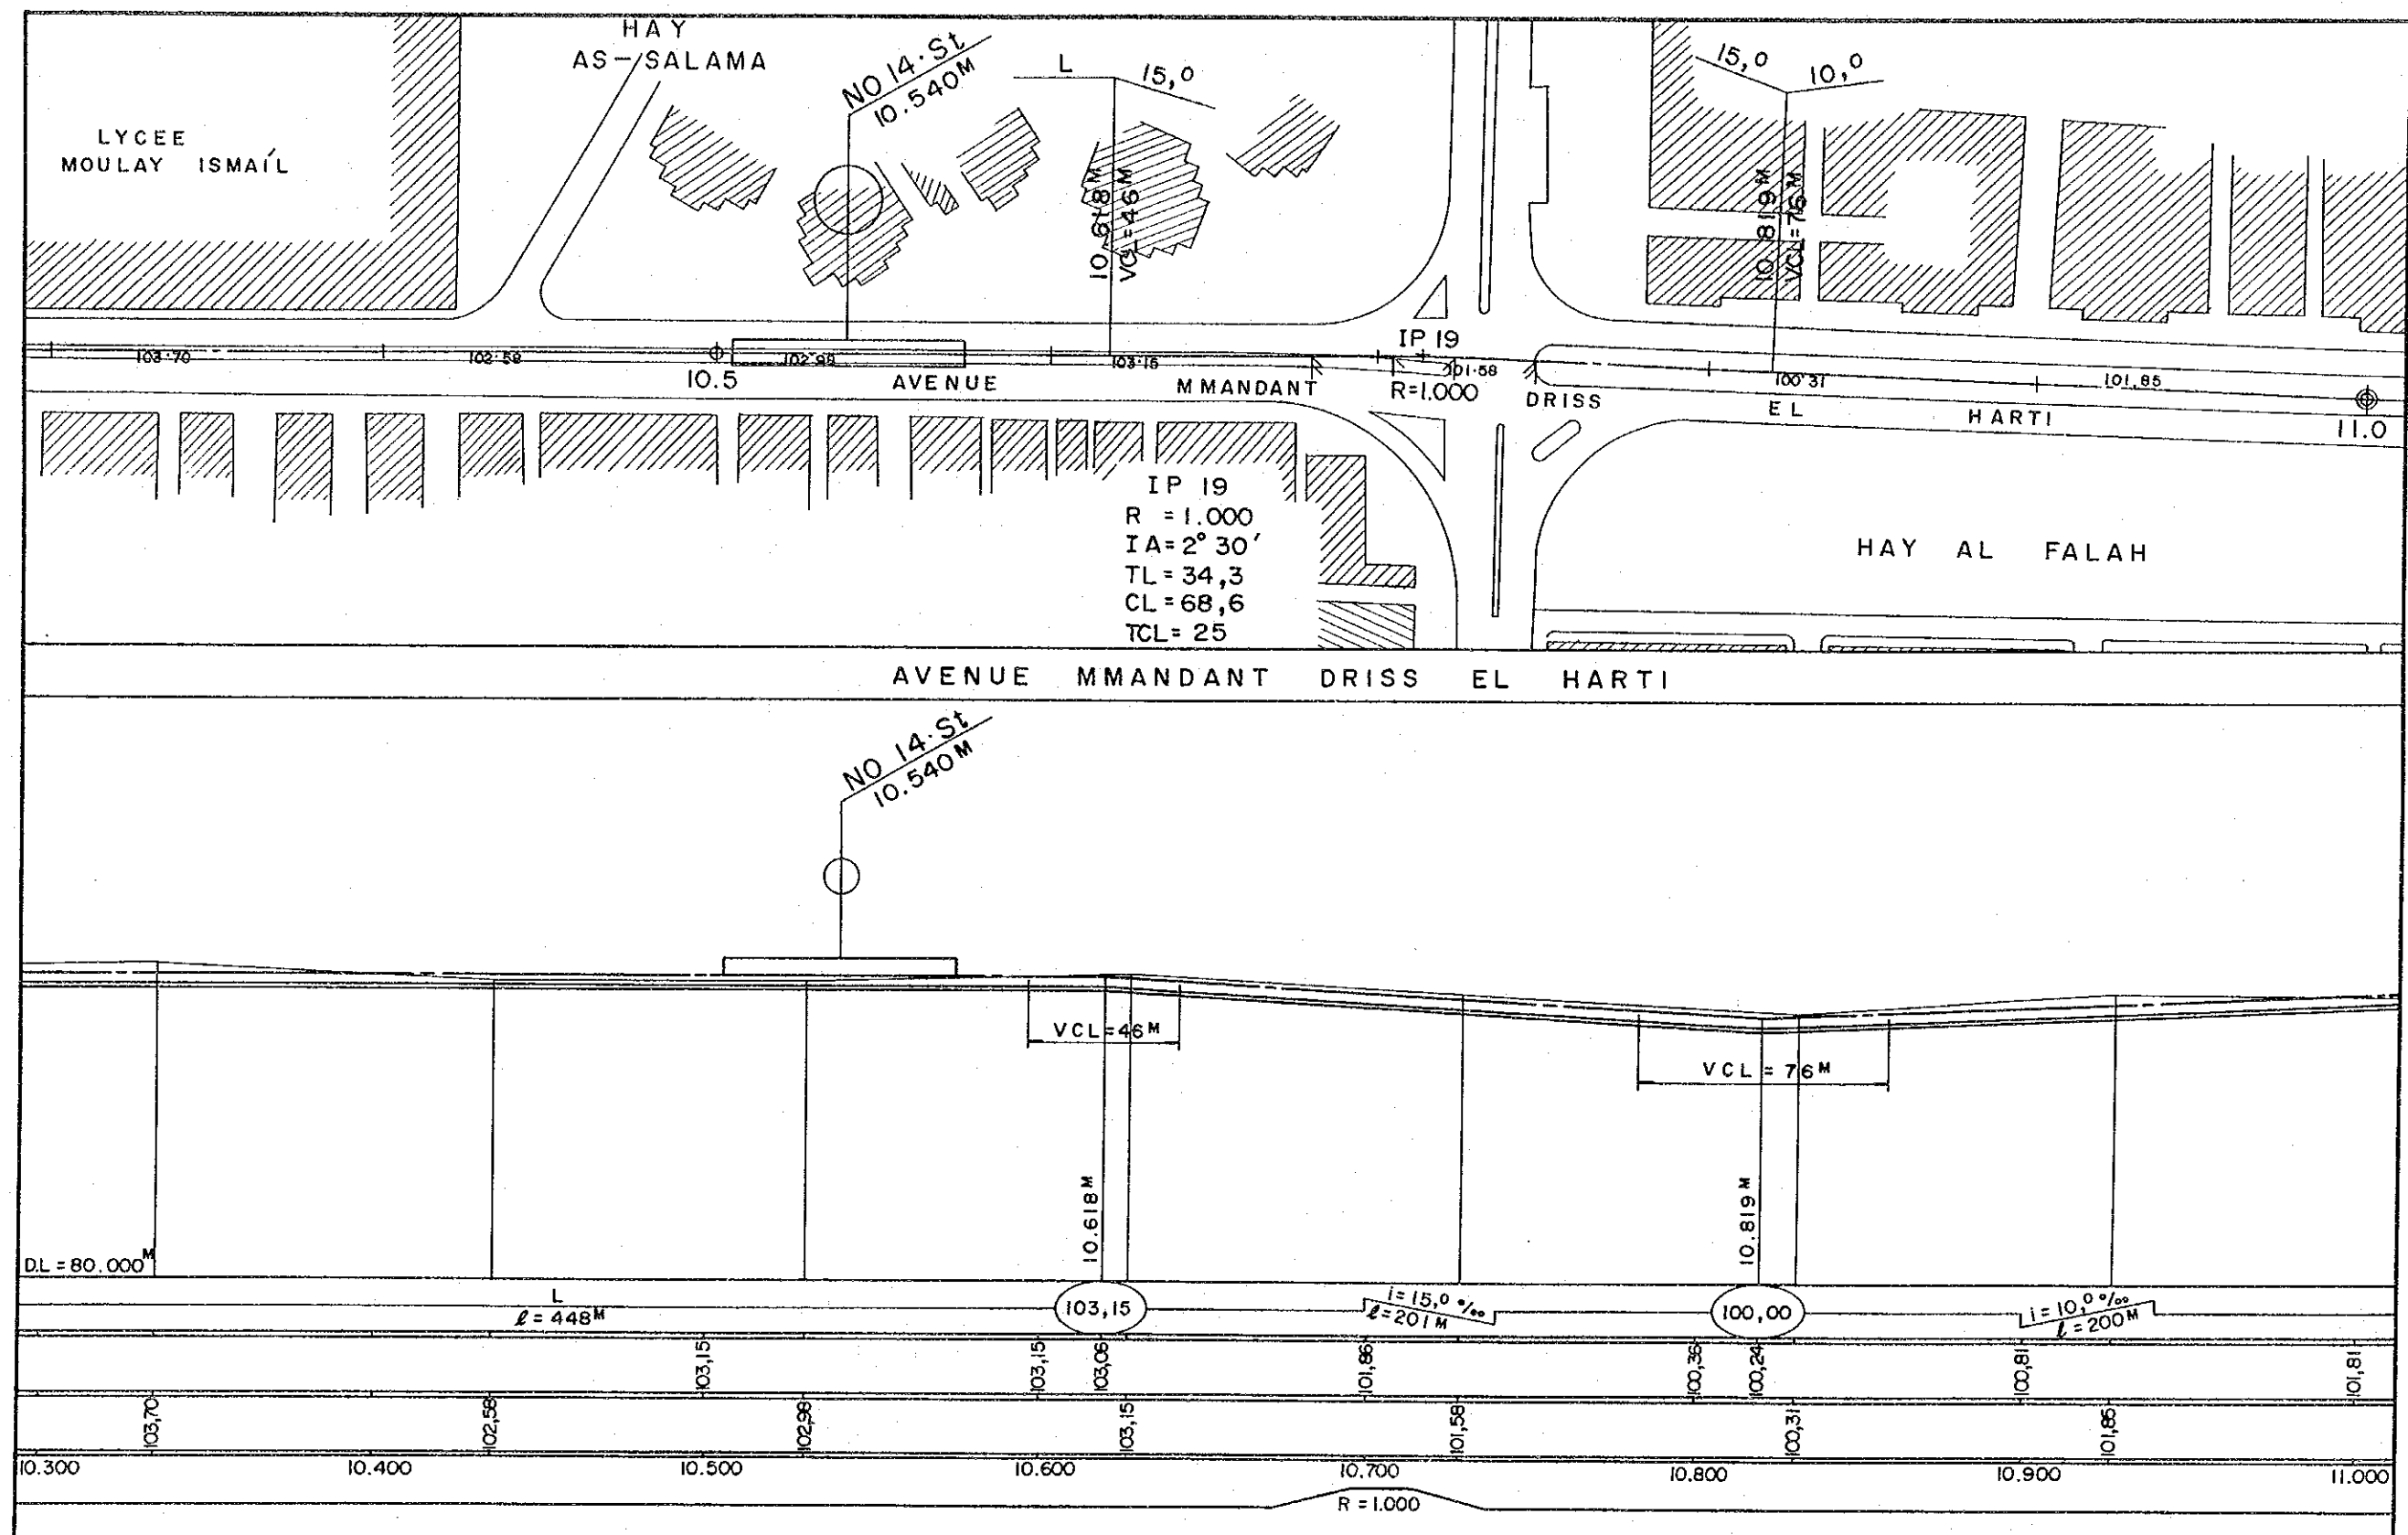 HAY
AS-SALAMA
NO 14·St
10.540M
L
15,0
15,0
10,0
LYCEE
MOULAY ISMAÍL
10.618M
VCL=46M
10.819M
VCL=76M
IP 19
103·70
102·58
102·98
103·15
101·58
100·31
101,85
10.5
AVENUE MMANDANT
R=1.000
DRISS EL HARTI
11.0
IP 19
R = 1.000
IA=2°30′
TL=34,3
CL=68,6
TCL=25
HAY AL FALAH
AVENUE MMANDANT DRISS EL HARTI
NO 14·St
10.540M
VCL=46M
VCL=76M
10.618M
10.819M
DL=80.000M
L
ℓ=448M
103,15
i=15,0‰
ℓ=201M
100,00
i=10,0‰
ℓ=200M
103,15 103,15 103,06 101,86 100,36 100,24 100,81 101,81
103,70 102,58 102,98 103,15 101,58 100,31 101,86
10.300 10.400 10.500 10.600 10.700 10.800 10.900 11.000
R=1.000